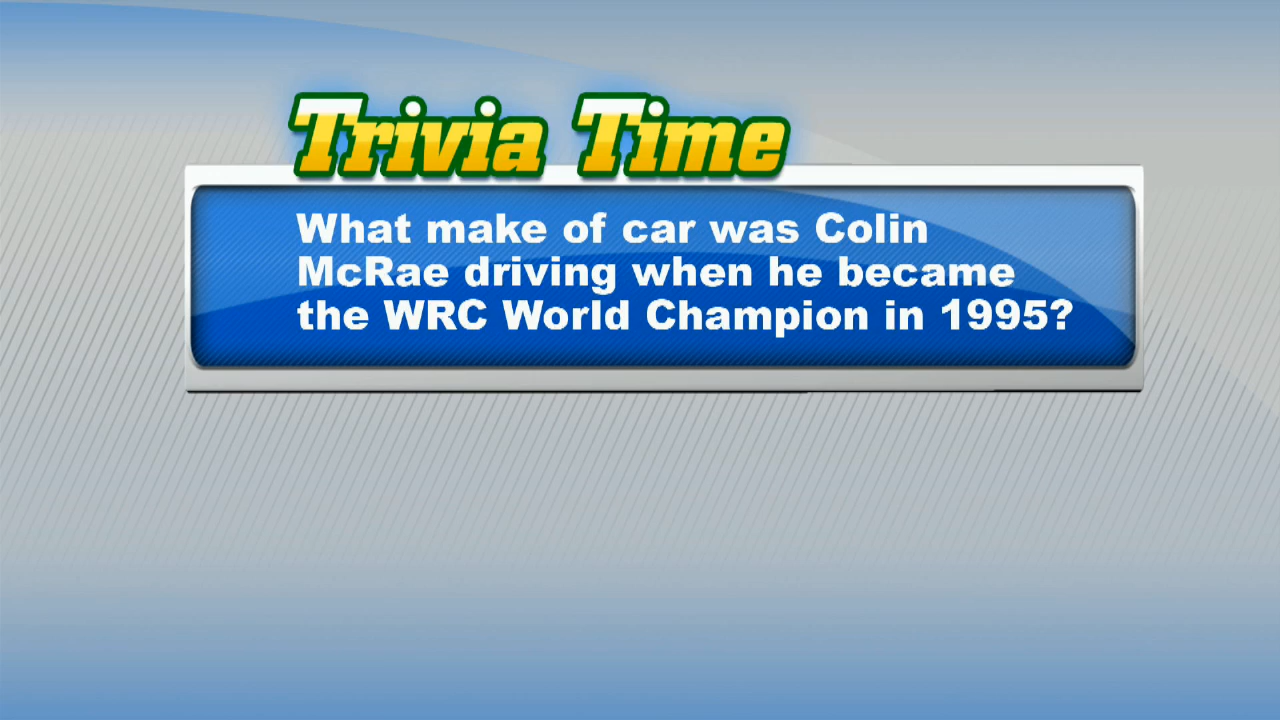 Trivia Time
What make of car was Colin
McRae driving when he became
the WRC World Champion in 1995?